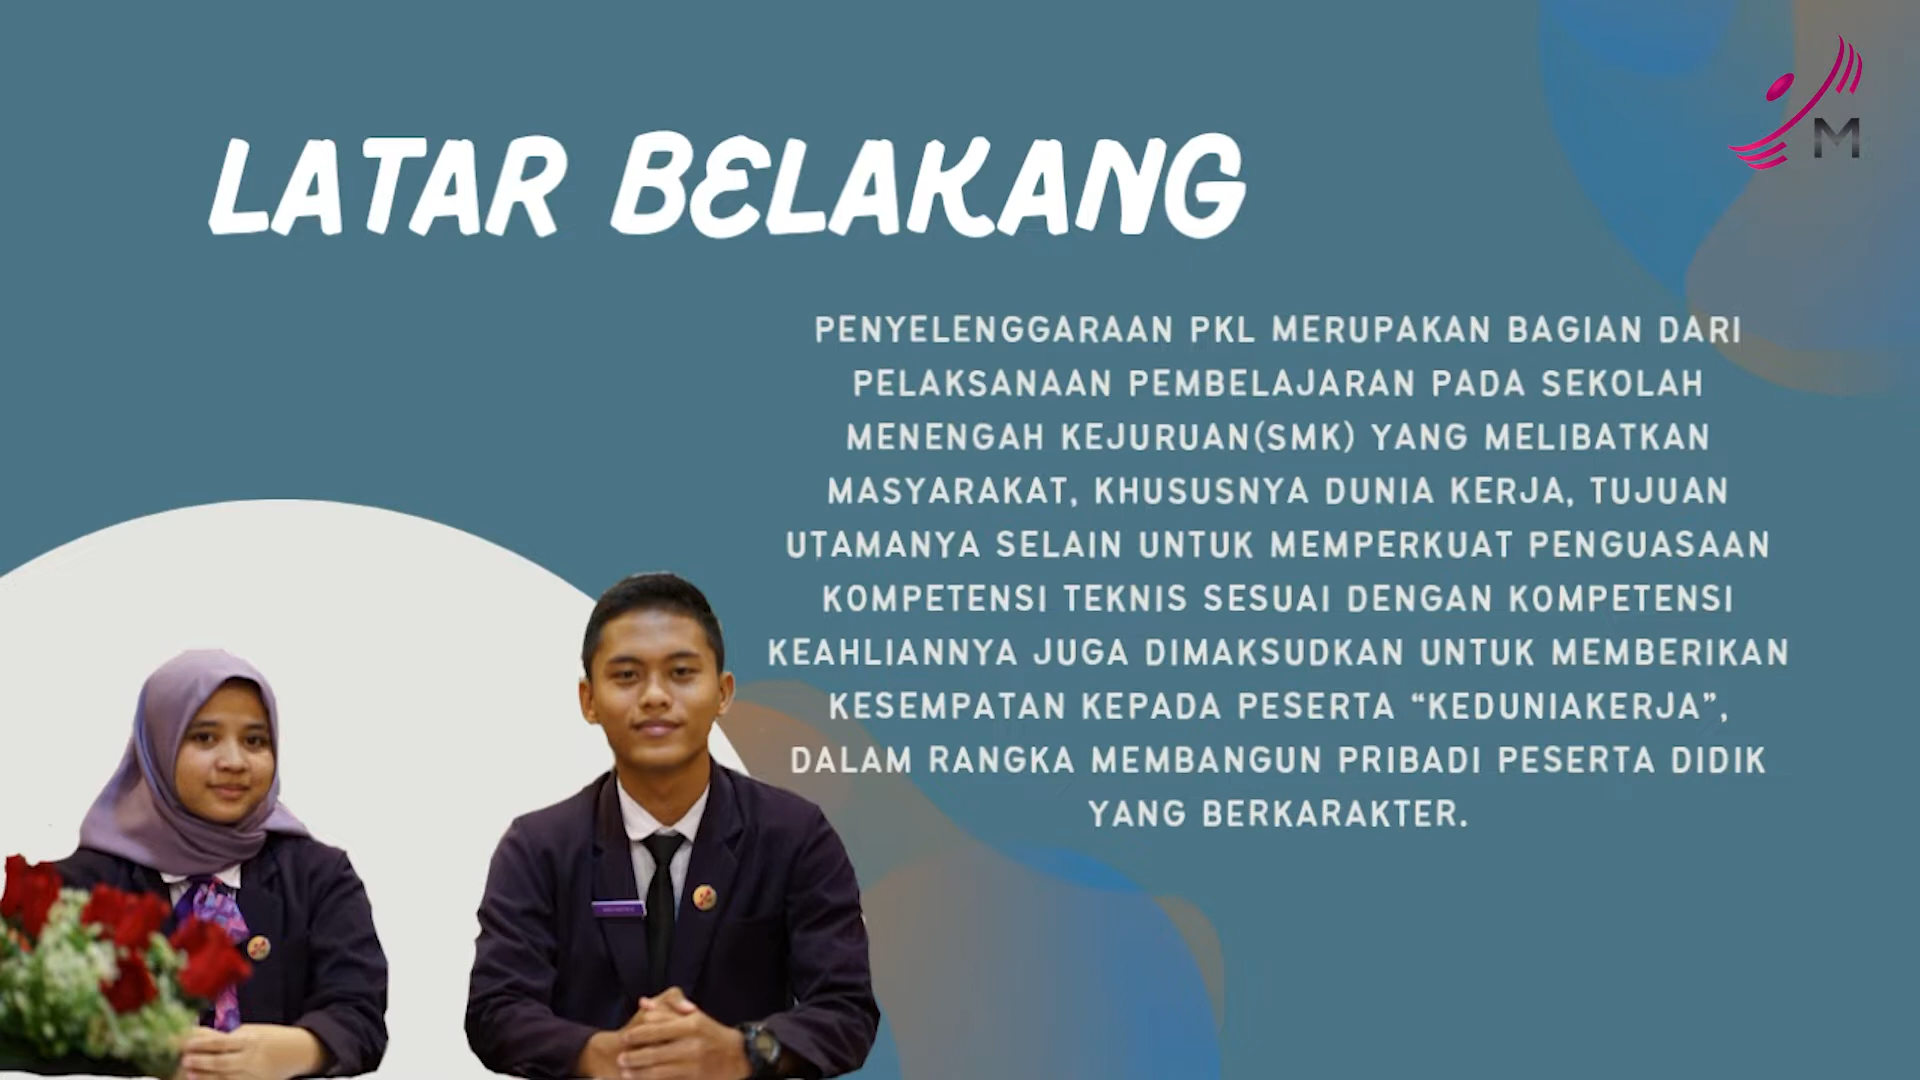 M
LATAR BELAKANG
PENYELENGGARAAN PKL MERUPAKAN BAGIAN DARI
PELAKSANAAN PEMBELAJARAN PADA SEKOLAH
MENENGAH KEJURUAN(SMK) YANG MELIBATKAN
MASYARAKAT, KHUSUSNYA DUNIA KERJA, TUJUAN
UTAMANYA SELAIN UNTUK MEMPERKUAT PENGUASAAN
KOMPETENSI TEKNIS SESUAI DENGAN KOMPETENSI
KEAHLIANNYA JUGA DIMAKSUDKAN UNTUK MEMBERIKAN
KESEMPATAN KEPADA PESERTA “KEDUNIAKERJA”,
DALAM RANGKA MEMBANGUN PRIBADI PESERTA DIDIK
YANG BERKARAKTER.